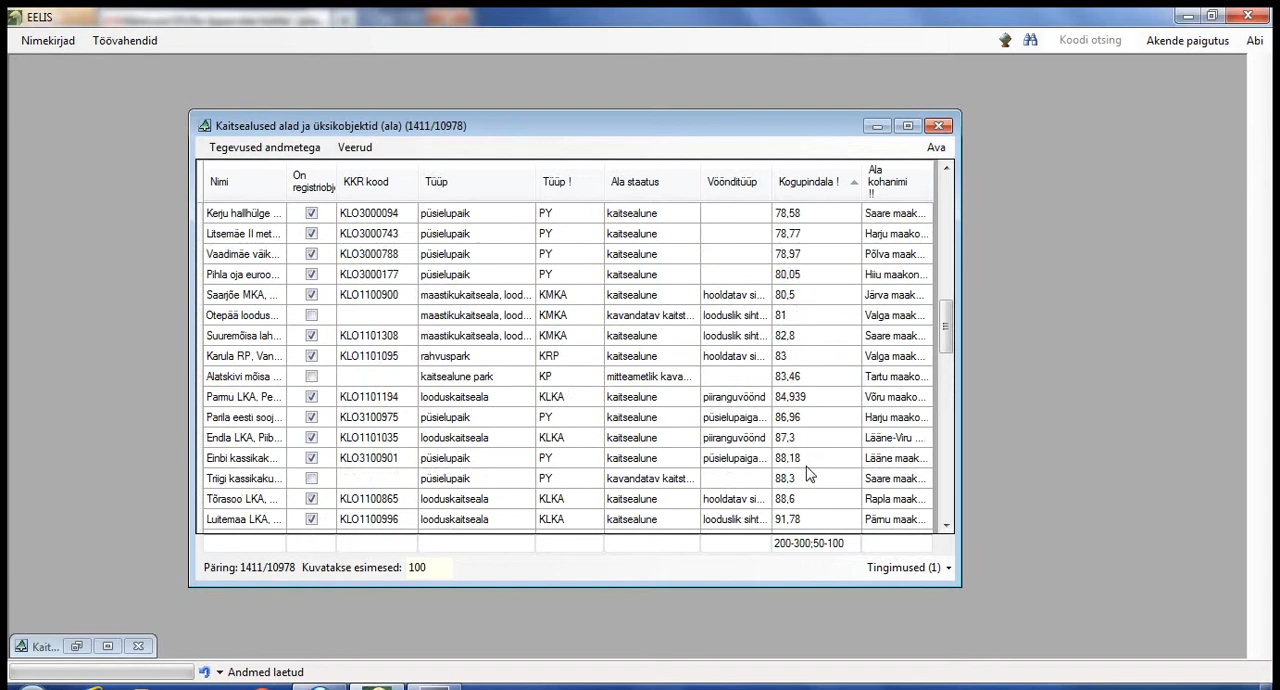 EELIS
Nimekirjad Töövahendid Koodi otsing Akende paigutus Abi
Kaitsealused alad ja üksikobjektid (ala) (1411/10978)
Tegevused andmetega Veerud Ava
Nimi On registriobje KKR kood Tüüp Tüüp ! Ala staatus Vöönditüüp Kogupindala ! Ala kohanimi !!
Kerju hallhülge ... KLO3000094 püsielupaik PY kaitsealune 78,58 Saare maak...
Litsemäe II met... KLO3000743 püsielupaik PY kaitsealune 78,77 Harju maako...
Vaadimäe väik... KLO3000788 püsielupaik PY kaitsealune 78,97 Põlva maak...
Pihla oja euroo... KLO3000177 püsielupaik PY kaitsealune 80,05 Hiiu maakon...
Saarjõe MKA, ... KLO1100900 maastikukaitseala, lood... KMKA kaitsealune hooldatav si... 80,5 Järva maak...
Otepää loodus... maastikukaitseala, lood... KMKA kavandatav kaitst... looduslik siht... 81 Valga maak...
Suuremõisa lah... KLO1101308 maastikukaitseala, lood... KMKA kaitsealune looduslik siht... 82,8 Saare maak...
Karula RP, Van... KLO1101095 rahvuspark KRP kaitsealune hooldatav si... 83 Valga maak...
Alatskivi mõisa ... kaitsealune park KP mitteametlik kava... 83,46 Tartu maako...
Parmu LKA, Pe... KLO1101194 looduskaitseala KLKA kaitsealune piiranguvöönd 84,939 Võru maako...
Parila eesti sooj... KLO3100975 püsielupaik PY kaitsealune püsielupaiga... 86,96 Harju maak...
Endla LKA, Piib... KLO1101035 looduskaitseala KLKA kaitsealune piiranguvöönd 87,3 Lääne-Viru ...
Einbi kassikak... KLO3100901 püsielupaik PY kaitsealune püsielupaiga... 88,18 Lääne maak...
Triigi kassikaku... püsielupaik PY kavandatav kaitst... 88,3 Saare maak...
Tõrasoo LKA, ... KLO1100865 looduskaitseala KLKA kaitsealune hooldatav si... 88,6 Rapla maak...
Luitemaa LKA, ... KLO1100996 looduskaitseala KLKA kaitsealune looduslik siht... 91,78 Pärnu maak...
200-300;50-100
Päring: 1411/10978 Kuvatakse esimesed: 100 Tingimused (1)
Kait...
Andmed laetud